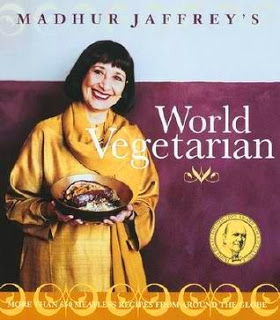 MADHUR JAFFREY'S
World
Vegetarian
MORE THAN 650 MEATLESS RECIPES FROM AROUND THE GLOBE